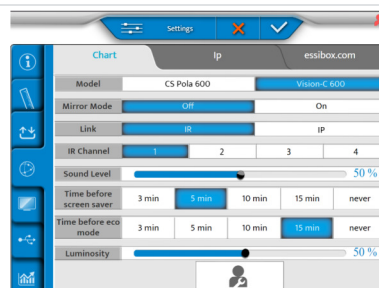 Settings
Chart Ip essibox.com
Model CS Pola 600 Vision-C 600
Mirror Mode Off On
Link IR IP
IR Channel 1 2 3 4
Sound Level 50 %
Time before screen saver 3 min 5 min 10 min 15 min never
Time before eco mode 3 min 5 min 10 min 15 min never
Luminosity 50 %